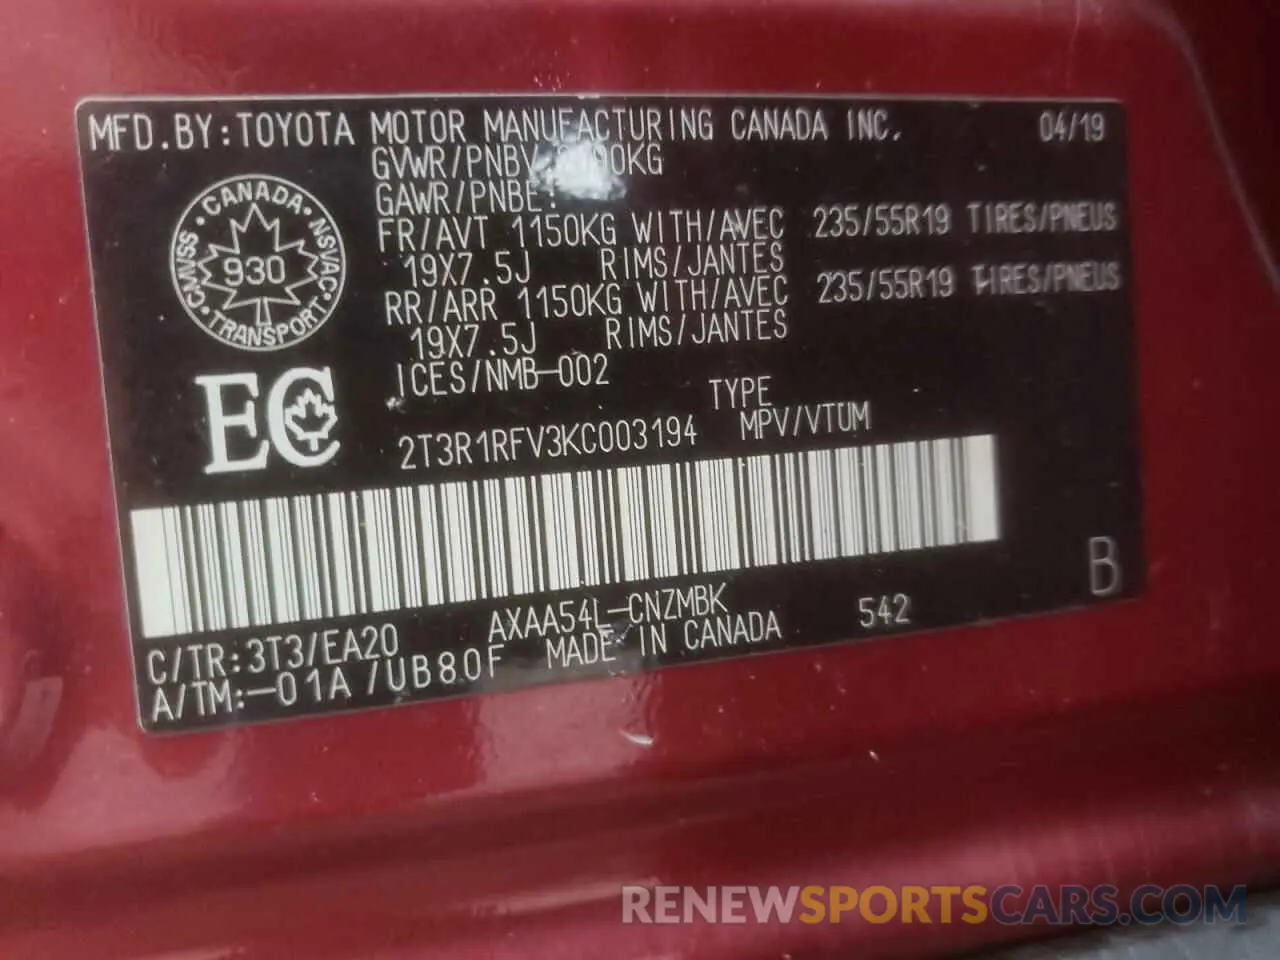 MFD.BY:TOYOTA MOTOR MANUFACTURING CANADA INC. 04/19
GVWR/PNBV
GAWR/PNBE:
FR/AVT 1150KG WITH/AVEC 235/55R19 TIRES/PNEUS
19X7.5J RIMS/JANTES
RR/ARR 1150KG WITH/AVEC 235/55R19 TIRES/PNEUS
19X7.5J RIMS/JANTES
ICES/NMB-002
CANADA
CMVSS 930 NSVAC
TRANSPORT
EC
TYPE
2T3R1RFV3KC003194 MPV/VTUM
B
C/TR:3T3/EA20 AXAA54L-CNZMBK 542
A/TM:-01A /UB80F MADE IN CANADA
RENEWSPORTSCARS.COM